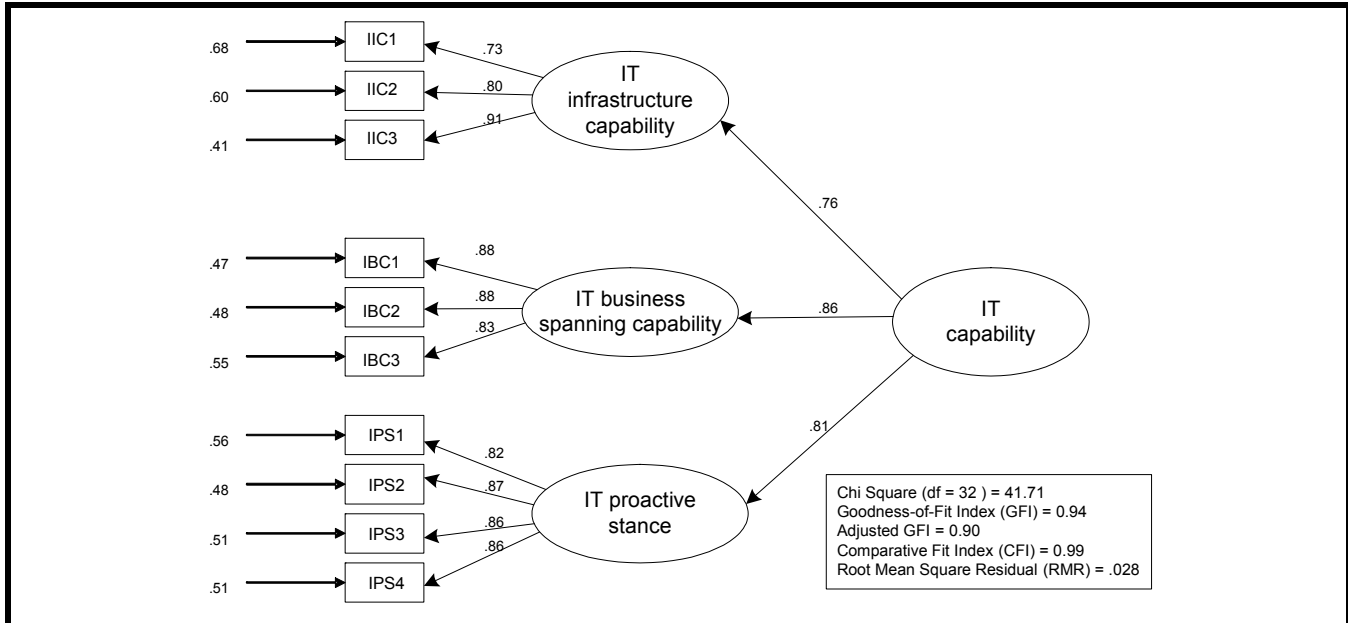 .68
IIC1
.73
.60
IIC2
.80
.41
IIC3
.91
IT
infrastructure
capability
.76
.47
IBC1
.88
.48
IBC2
.88
.55
IBC3
.83
IT business
spanning capability
.86
IT
capability
.56
IPS1
.82
.48
IPS2
.87
.51
IPS3
.86
.51
IPS4
.86
IT proactive
stance
.81
Chi Square (df = 32 ) = 41.71
Goodness-of-Fit Index (GFI) = 0.94
Adjusted GFI = 0.90
Comparative Fit Index (CFI) = 0.99
Root Mean Square Residual (RMR) = .028